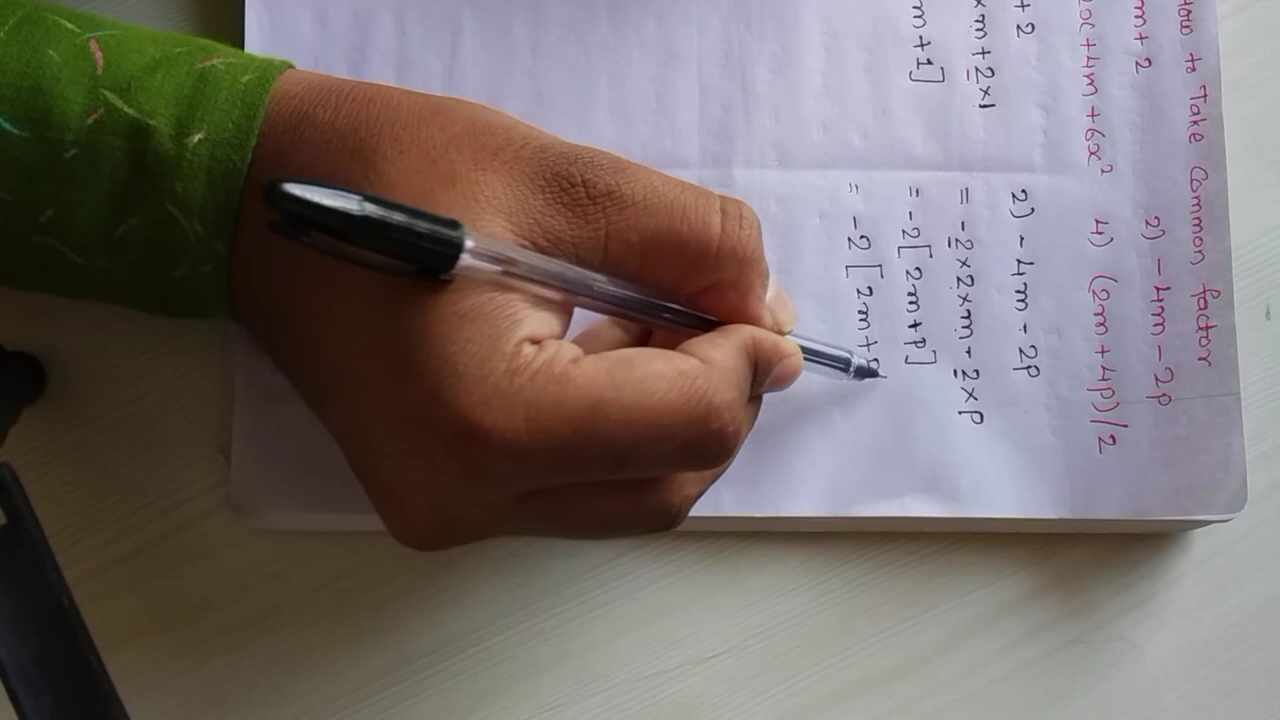 How to Take Common factor
m+2 2) -4m-2p
2x+4m+6x² 4) (2m+4p)/2
+2
×m+2×1
m+1]
2) -4m-2p
= -2×2×m-2×p
= -2[2m+p]
= -2[2m+p